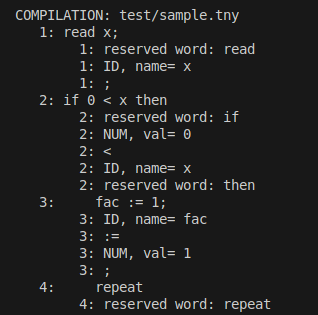 COMPILATION: test/sample.tny
1: read x;
1: reserved word: read
1: ID, name= x
1: ;
2: if 0 < x then
2: reserved word: if
2: NUM, val= 0
2: <
2: ID, name= x
2: reserved word: then
3: fac := 1;
3: ID, name= fac
3: :=
3: NUM, val= 1
3: ;
4: repeat
4: reserved word: repeat